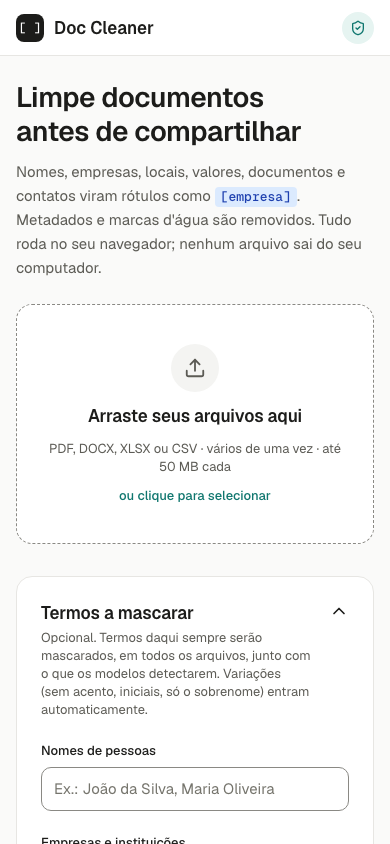 [ ] Doc Cleaner
Limpe documentos
antes de compartilhar
Nomes, empresas, locais, valores, documentos e
contatos viram rótulos como [empresa].
Metadados e marcas d'água são removidos. Tudo
roda no seu navegador; nenhum arquivo sai do seu
computador.
Arraste seus arquivos aqui
PDF, DOCX, XLSX ou CSV · vários de uma vez · até
50 MB cada
ou clique para selecionar
Termos a mascarar
Opcional. Termos daqui sempre serão
mascarados, em todos os arquivos, junto com
o que os modelos detectarem. Variações
(sem acento, iniciais, só o sobrenome) entram
automaticamente.
Nomes de pessoas
Ex.: João da Silva, Maria Oliveira
Empresas e instituições